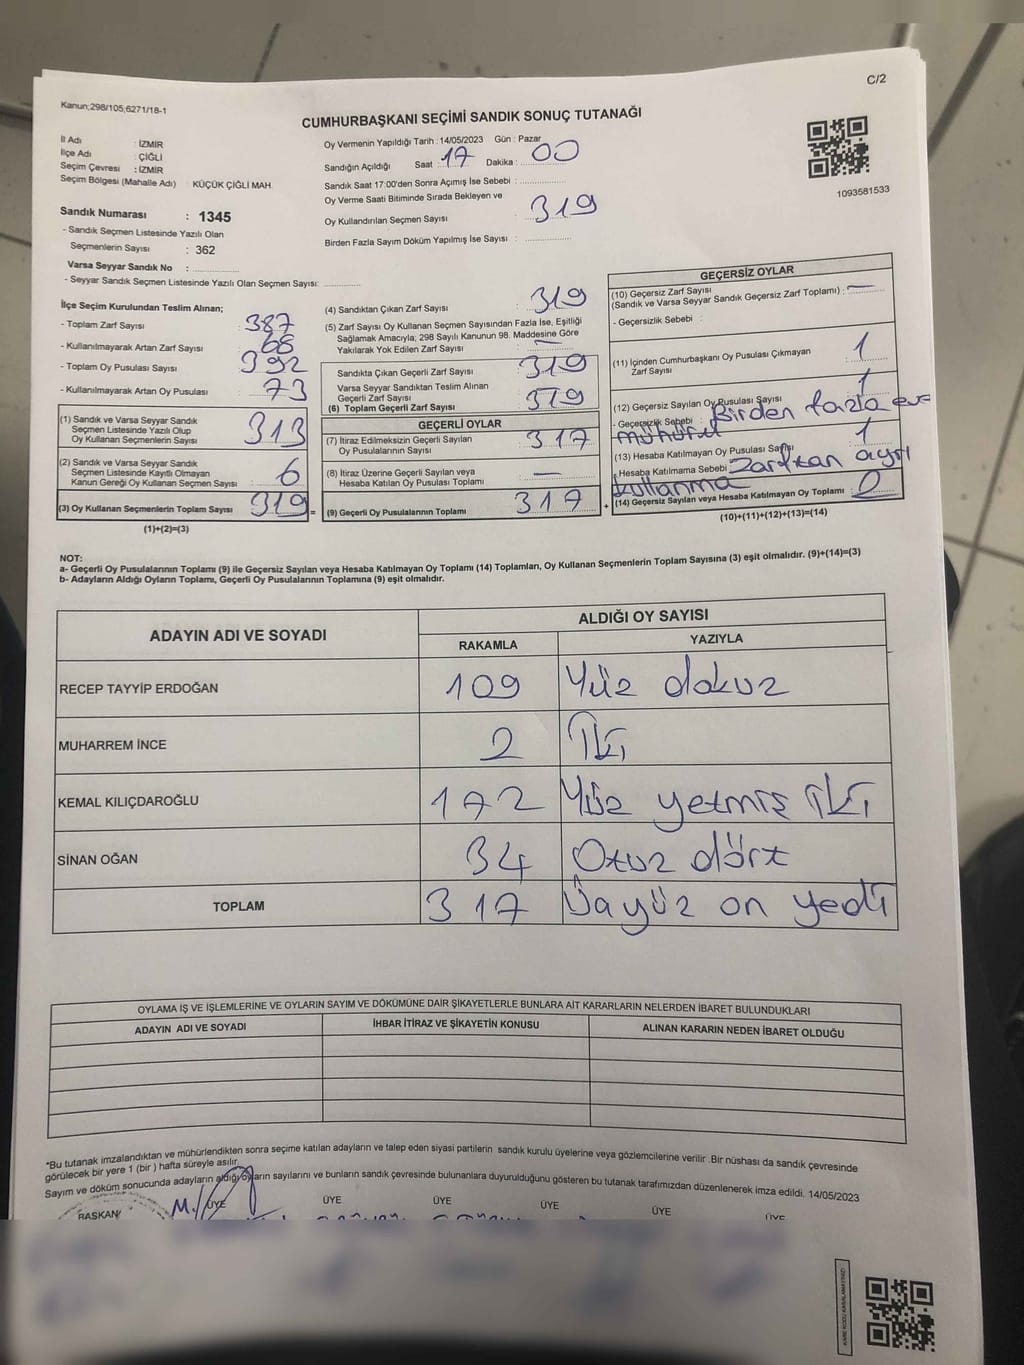 C/2
Kanun;298/105,6271/18-1
CUMHURBAŞKANI SEÇİMİ SANDIK SONUÇ TUTANAĞI
İl Adı : İZMİR
İlçe Adı : ÇİĞLİ
Seçim Çevresi : İZMİR
Seçim Bölgesi (Mahalle Adı) : KÜÇÜK ÇİĞLİ MAH.
Sandık Numarası : 1345
- Sandık Seçmen Listesinde Yazılı Olan
Seçmenlerin Sayısı : 362
Varsa Seyyar Sandık No :
- Seyyar Sandık Seçmen Listesinde Yazılı Olan Seçmen Sayısı:
Oy Vermenin Yapıldığı Tarih : 14/05/2023 Gün : Pazar
Sandığın Açıldığı Saat : 17 Dakika : 00
Sandık Saat 17:00'den Sonra Açımış İse Sebebi :
Oy Verme Saati Bitiminde Sırada Bekleyen ve
Oy Kullandırılan Seçmen Sayısı : 319
Birden Fazla Sayım Döküm Yapılmış İse Sayısı :
1093581533
İlçe Seçim Kurulundan Teslim Alınan;
- Toplam Zarf Sayısı : 387
- Kullanılmayarak Artan Zarf Sayısı : 68
- Toplam Oy Pusulası Sayısı : 392
- Kullanılmayarak Artan Oy Pusulası : 73
(1) Sandık ve Varsa Seyyar Sandık
Seçmen Listesinde Yazılı Olup
Oy Kullanan Seçmenlerin Sayısı : 313
(2) Sandık ve Varsa Seyyar Sandık
Seçmen Listesinde Kayıtlı Olmayan
Kanun Gereği Oy Kullanan Seçmen Sayısı : 6
(3) Oy Kullanan Seçmenlerin Toplam Sayısı : 319 =
(1)+(2)=(3)
(4) Sandıktan Çıkan Zarf Sayısı : 319
(5) Zarf Sayısı Oy Kullanan Seçmen Sayısından Fazla İse, Eşitliği
Sağlamak Amacıyla; 298 Sayılı Kanunun 98. Maddesine Göre
Yakılarak Yok Edilen Zarf Sayısı : —
Sandıkta Çıkan Geçerli Zarf Sayısı : 319
Varsa Seyyar Sandıktan Teslim Alınan
Geçerli Zarf Sayısı :
(6) Toplam Geçerli Zarf Sayısı : 319
GEÇERLİ OYLAR
(7) İtiraz Edilmeksizin Geçerli Sayılan
Oy Pusulalarının Sayısı : 317
(8) İtiraz Üzerine Geçerli Sayılan veya
Hesaba Katılan Oy Pusulası Toplamı : —
(9) Geçerli Oy Pusulalarının Toplamı : 317 +
GEÇERSİZ OYLAR
(10) Geçersiz Zarf Sayısı
(Sandık ve Varsa Seyyar Sandık Geçersiz Zarf Toplamı) : —
- Geçersizlik Sebebi :
(11) İçinden Cumhurbaşkanı Oy Pusulası Çıkmayan
Zarf Sayısı : 1
(12) Geçersiz Sayılan Oy Pusulası Sayısı : 1
- Geçersizlik Sebebi : Birden fazla eve
mühürü
(13) Hesaba Katılmayan Oy Pusulası Sayısı : 1
- Hesaba Katılmama Sebebi : Zarftan ayrı
kullanma
(14) Geçersiz Sayılan veya Hesaba Katılmayan Oy Toplamı : 2
(10)+(11)+(12)+(13)=(14)
NOT:
a- Geçerli Oy Pusulalarının Toplamı (9) ile Geçersiz Sayılan veya Hesaba Katılmayan Oy Toplamı (14) Toplamları, Oy Kullanan Seçmenlerin Toplam Sayısına (3) eşit olmalıdır. (9)+(14)=(3)
b- Adayların Aldığı Oyların Toplamı, Geçerli Oy Pusulalarının Toplamına (9) eşit olmalıdır.
ADAYIN ADI VE SOYADI ALDIĞI OY SAYISI
RAKAMLA YAZIYLA
RECEP TAYYİP ERDOĞAN 109 Yüz dokuz
MUHARREM İNCE 2 İki
KEMAL KILIÇDAROĞLU 172 Yüz yetmiş iki
SİNAN OĞAN 34 Otuz dört
TOPLAM 317 Üçyüz on yedi
OYLAMA İŞ VE İŞLEMLERİNE VE OYLARIN SAYIM VE DÖKÜMÜNE DAİR ŞİKAYETLERLE BUNLARA AİT KARARLARIN NELERDEN İBARET BULUNDUKLARI
ADAYIN ADI VE SOYADI İHBAR İTİRAZ VE ŞİKAYETİN KONUSU ALINAN KARARIN NEDEN İBARET OLDUĞU
*Bu tutanak imzalandıktan ve mühürlendikten sonra seçime katılan adayların ve talep eden siyasi partilerin sandık kurulu üyelerine veya gözlemcilerine verilir .Bir nüshası da sandık çevresinde
görülecek bir yere 1 (bir ) hafta süreyle asılır.
Sayım ve döküm sonucunda adayların aldığı oyların sayılarını ve bunların sandık çevresinde bulunanlara duyurulduğunu gösteren bu tutanak tarafımızdan düzenlenerek imza edildi. 14/05/2023
BAŞKAN ÜYE ÜYE ÜYE ÜYE ÜYE ÜYE